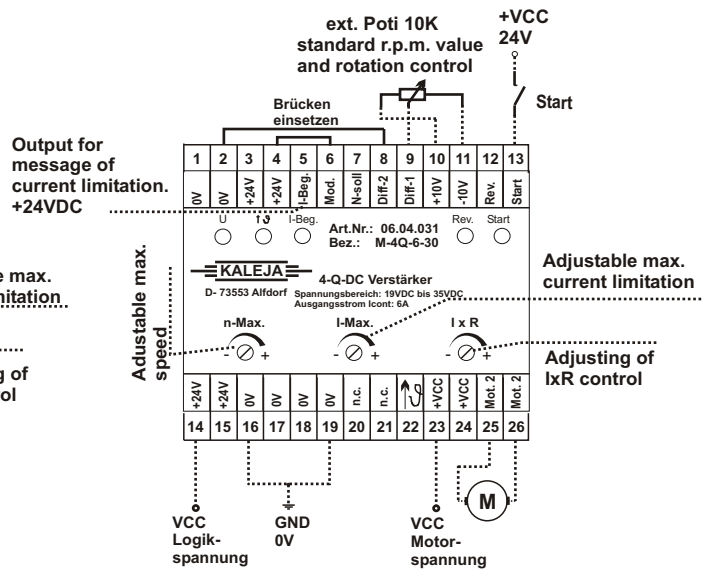 ext. Poti 10K
standard r.p.m. value
and rotation control
+VCC
24V
Start
Brücken
einsetzen
Output for
message of
current limitation.
+24VDC
1 2 3 4 5 6 7 8 9 10 11 12 13
0V 0V +24V +24V I-Beg. Mod. N-soll Diff-2 Diff-1 +10V -10V Rev. Start
U I-Beg. Rev. Start
Art.Nr.: 06.04.031
Bez.: M-4Q-6-30
KALEJA
D- 73553 Alfdorf
4-Q-DC Verstärker
Spannungsbereich: 19VDC bis 35VDC
Ausgangsstrom Icont: 6A
n-Max. I-Max. I x R
- + - + - +
Adustable max.
speed
e max.
nitation
g of
ol
Adjustable max.
current limitation
Adjusting of
IxR control
+24V +24V 0V 0V 0V 0V n.c. n.c. +VCC +VCC Mot. 2 Mot. 2
14 15 16 17 18 19 20 21 22 23 24 25 26
M
VCC
Logik-
spannung
GND
0V
VCC
Motor-
spannung